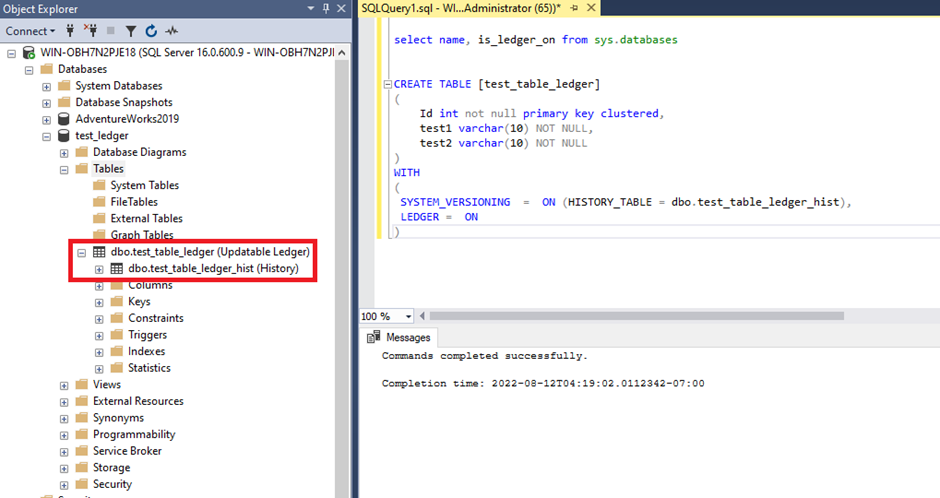 Object Explorer
Connect
WIN-OBH7N2PJE18 (SQL Server 16.0.600.9 - WIN-OBH7N2PJ
Databases
System Databases
Database Snapshots
AdventureWorks2019
test_ledger
Database Diagrams
Tables
System Tables
FileTables
External Tables
Graph Tables
dbo.test_table_ledger (Updatable Ledger)
dbo.test_table_ledger_hist (History)
Columns
Keys
Constraints
Triggers
Indexes
Statistics
Views
External Resources
Synonyms
Programmability
Service Broker
Storage
Security
SQLQuery1.sql - WI...Administrator (65))*
select name, is_ledger_on from sys.databases
CREATE TABLE [test_table_ledger]
(
Id int not null primary key clustered,
test1 varchar(10) NOT NULL,
test2 varchar(10) NOT NULL
)
WITH
(
SYSTEM_VERSIONING = ON (HISTORY_TABLE = dbo.test_table_ledger_hist),
LEDGER = ON
)
100 %
Messages
Commands completed successfully.
Completion time: 2022-08-12T04:19:02.0112342-07:00